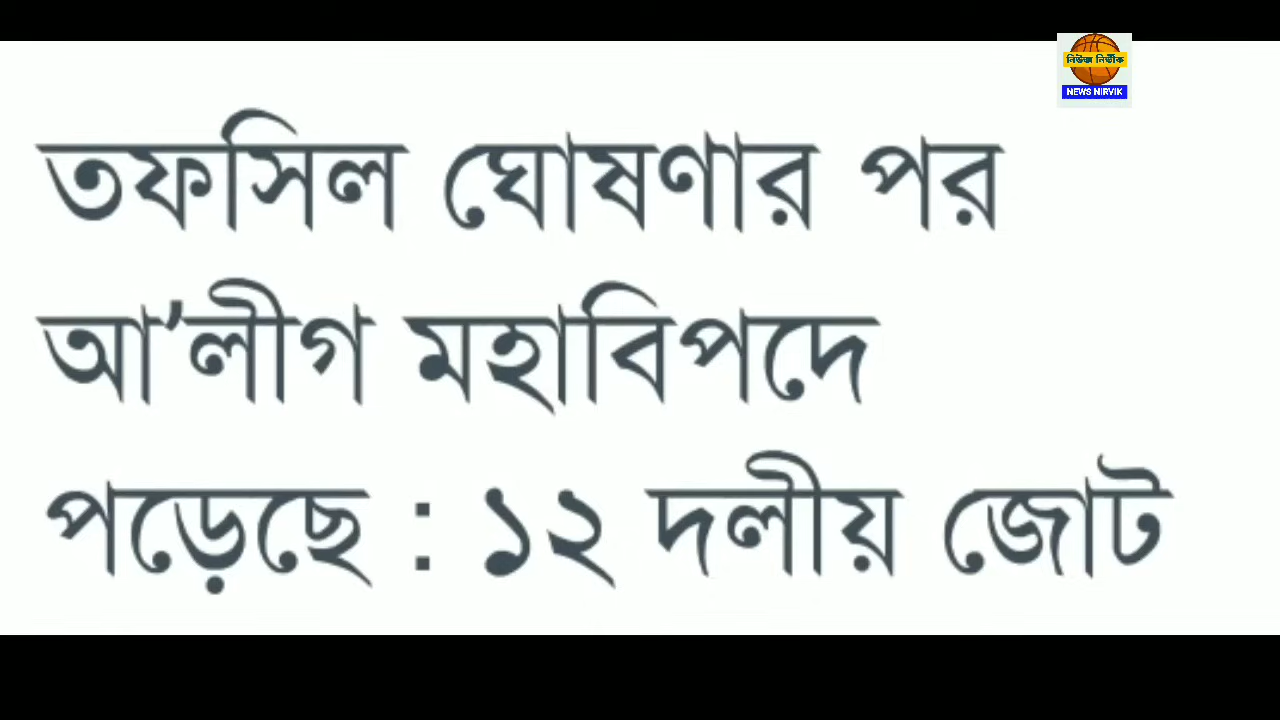 নিউজ নির্ভীক
NEWS NIRVIK
তফসিল ঘোষণার পর
আ'লীগ মহাবিপদে
পড়েছে : ১২ দলীয় জোট